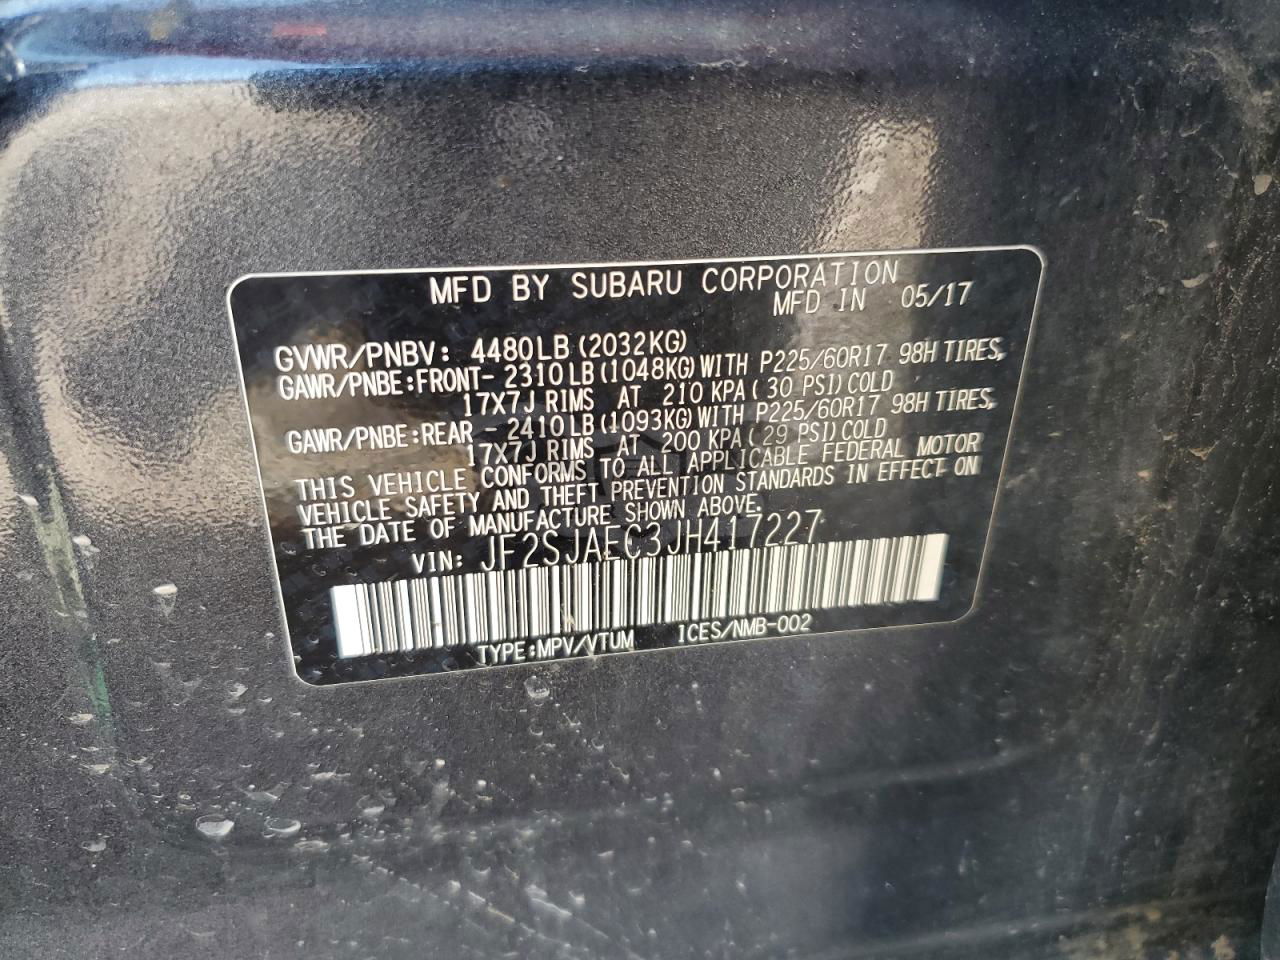 MFD BY SUBARU CORPORATION
MFD IN 05/17
GVWR/PNBV: 4480LB(2032KG)
GAWR/PNBE:FRONT- 2310LB(1048KG)WITH P225/60R17 98H TIRES,
17X7J RIMS AT 210 KPA(30 PSI)COLD
GAWR/PNBE:REAR - 2410LB(1093KG)WITH P225/60R17 98H TIRES,
17X7J RIMS AT 200 KPA(29 PSI)COLD
THIS VEHICLE CONFORMS TO ALL APPLICABLE FEDERAL MOTOR
VEHICLE SAFETY AND THEFT PREVENTION STANDARDS IN EFFECT ON
THE DATE OF MANUFACTURE SHOWN ABOVE.
VIN: JF2SJAEC3JH417227
TYPE:MPV/VTUM ICES/NMB-002